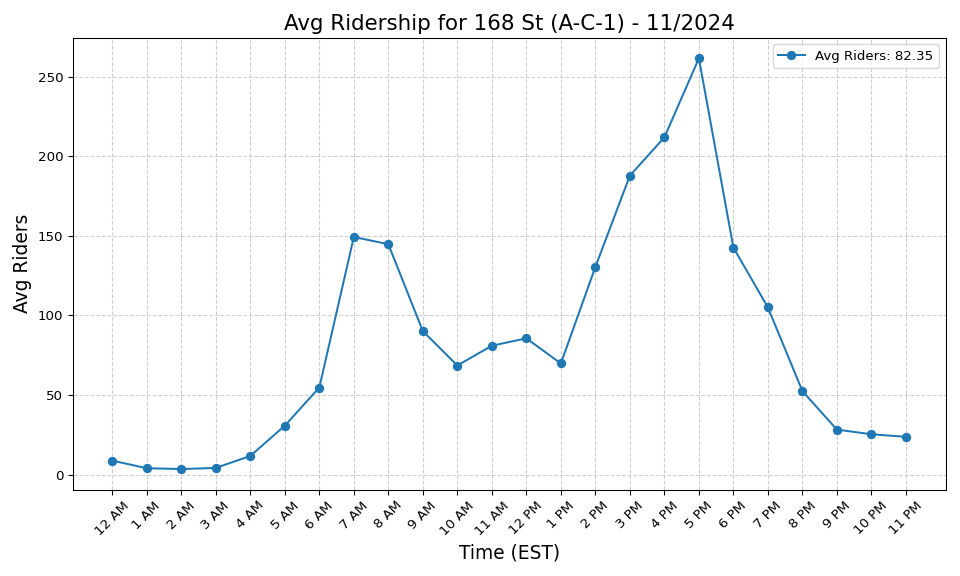 Avg Ridership for 168 St (A-C-1) - 11/2024
Avg Riders: 82.35
Avg Riders
250
200
150
100
50
0
12 AM
1 AM
2 AM
3 AM
4 AM
5 AM
6 AM
7 AM
8 AM
9 AM
10 AM
11 AM
12 PM
1 PM
2 PM
3 PM
4 PM
5 PM
6 PM
7 PM
8 PM
9 PM
10 PM
11 PM
Time (EST)